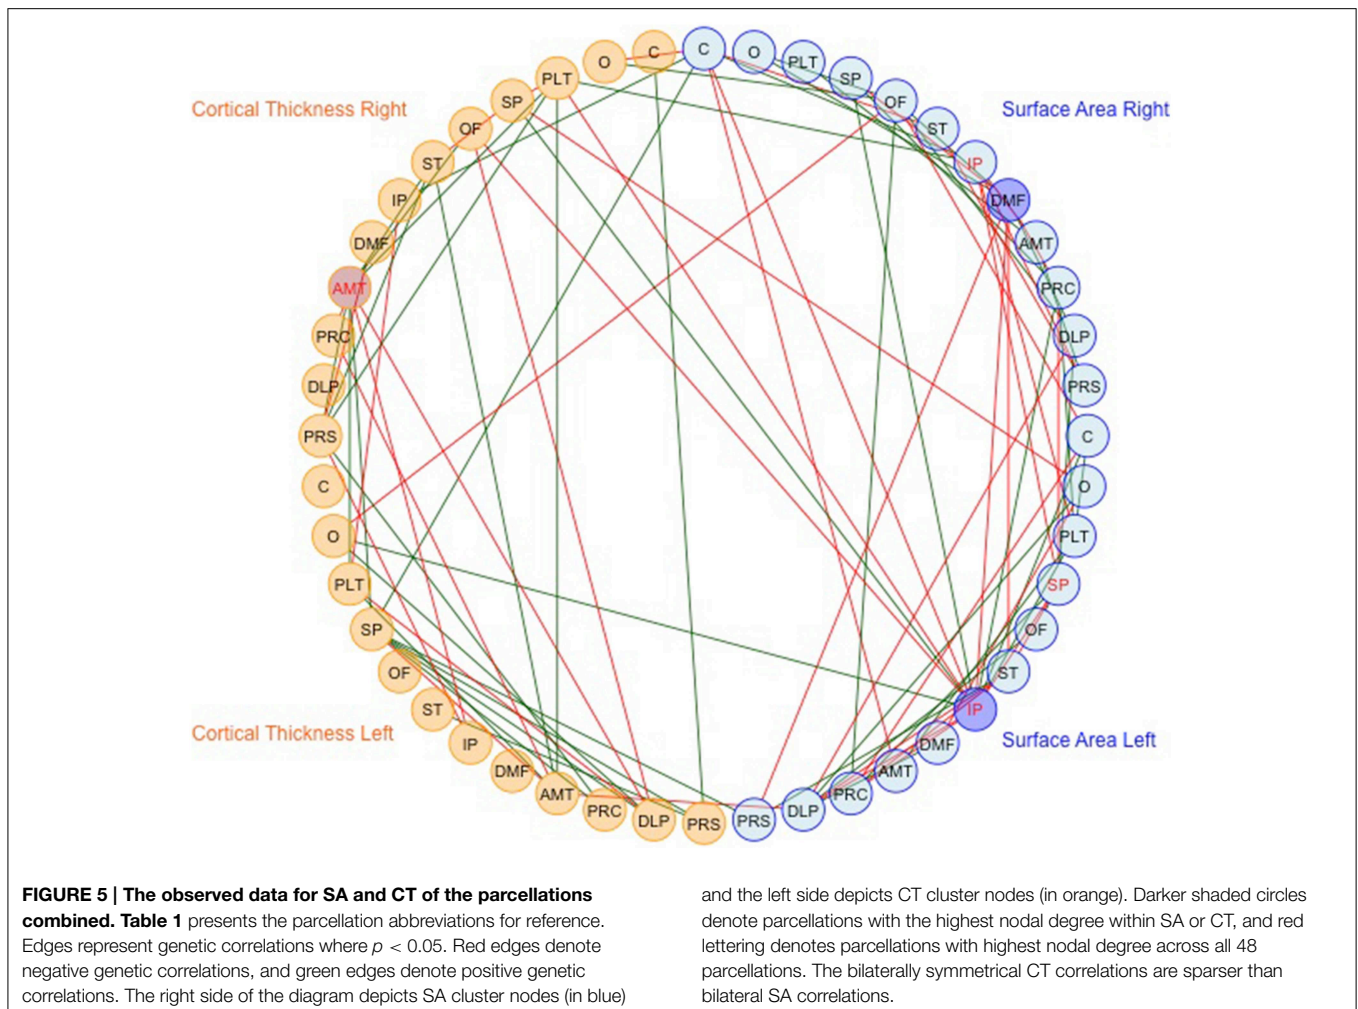 Cortical Thickness Right
Surface Area Right
C
O
PLT
SP
OF
ST
IP
DMF
AMT
PRC
DLP
PRS
C
O
PLT
SP
OF
ST
IP
DMF
AMT
PRC
DLP
PRS
PRS
DLP
PRC
AMT
DMF
IP
ST
OF
SP
PLT
O
C
PRS
DLP
PRC
AMT
DMF
IP
ST
OF
SP
PLT
O
C
Cortical Thickness Left
Surface Area Left
FIGURE 5 | The observed data for SA and CT of the parcellations
combined. Table 1 presents the parcellation abbreviations for reference.
Edges represent genetic correlations where p < 0.05. Red edges denote
negative genetic correlations, and green edges denote positive genetic
correlations. The right side of the diagram depicts SA cluster nodes (in blue)
and the left side depicts CT cluster nodes (in orange). Darker shaded circles
denote parcellations with the highest nodal degree within SA or CT, and red
lettering denotes parcellations with highest nodal degree across all 48
parcellations. The bilaterally symmetrical CT correlations are sparser than
bilateral SA correlations.